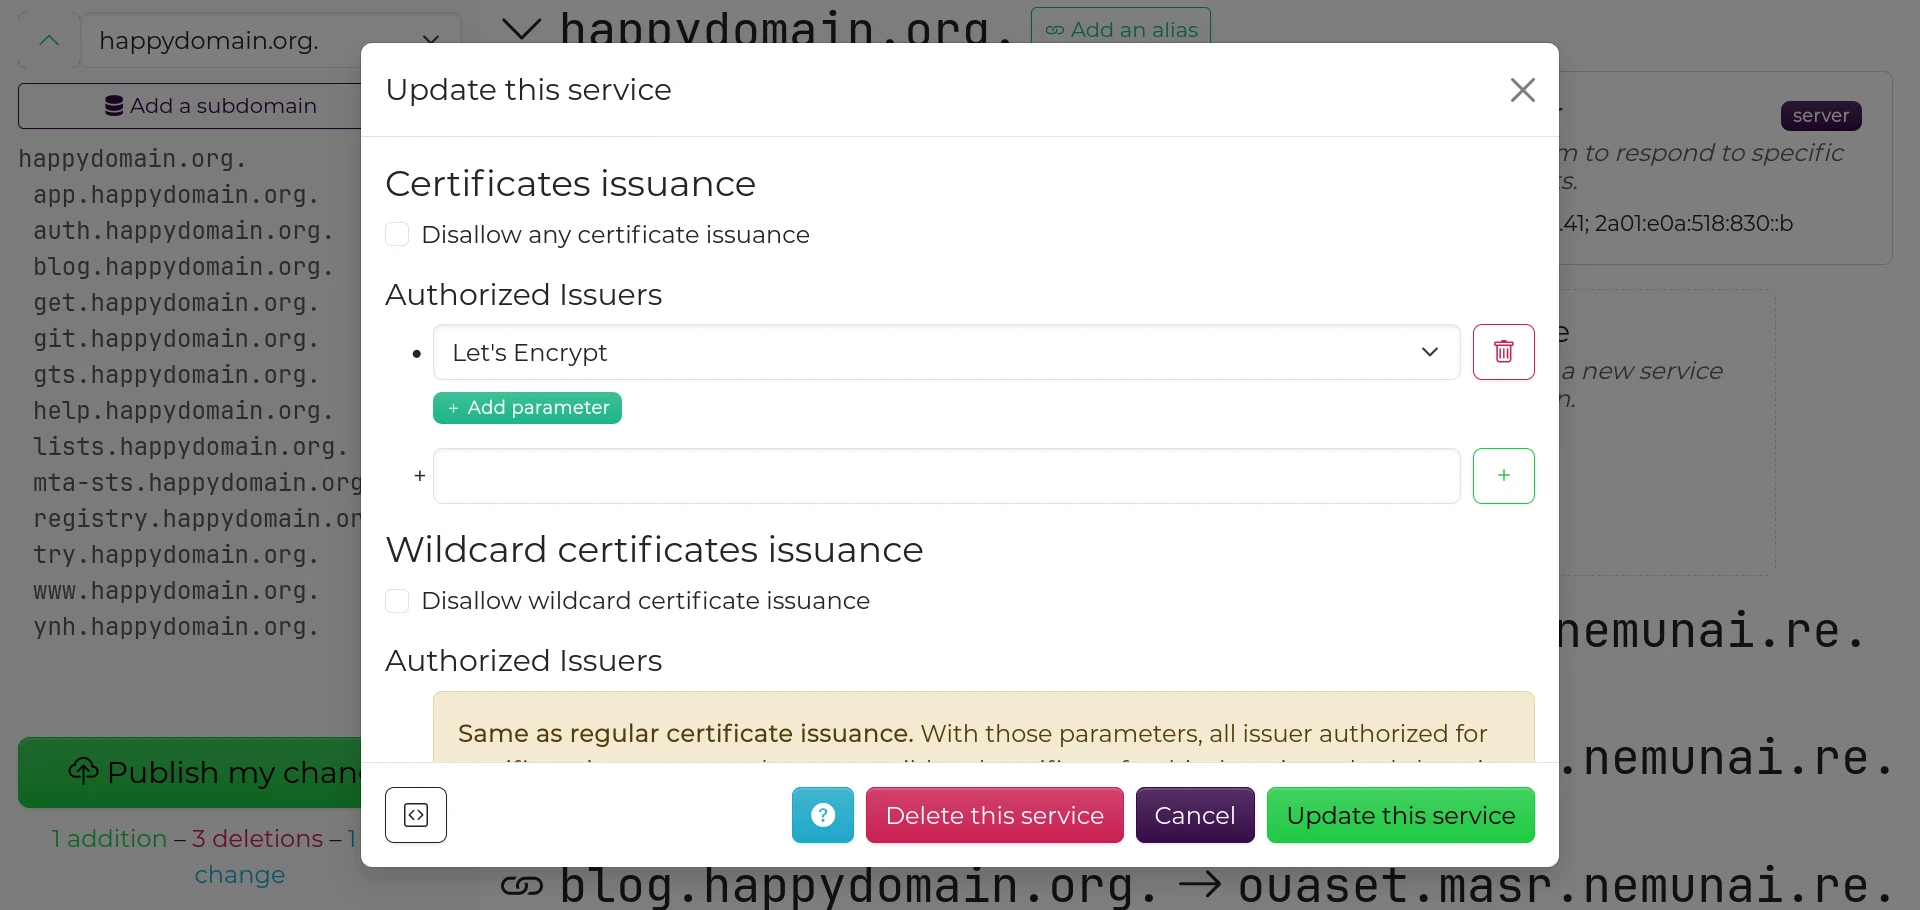 happydomain.org.
Add a subdomain
happydomain.org.
app.happydomain.org.
auth.happydomain.org.
blog.happydomain.org.
get.happydomain.org.
git.happydomain.org.
gts.happydomain.org.
help.happydomain.org.
lists.happydomain.org.
mta-sts.happydomain.org
registry.happydomain.or
try.happydomain.org.
www.happydomain.org.
ynh.happydomain.org.
Publish my chan
1 addition – 3 deletions – 1
change
happydomain.org.
Add an alias
server
to respond to specific
.41; 2a01:e0a:518:830::b
a new service
nemunai.re.
.nemunai.re.
blog.happydomain.org. → ouaset.masr.nemunai.re.
Update this service
Certificates issuance
Disallow any certificate issuance
Authorized Issuers
• Let's Encrypt
+ Add parameter
+
+
Wildcard certificates issuance
Disallow wildcard certificate issuance
Authorized Issuers
Same as regular certificate issuance. With those parameters, all issuer authorized for
?
Delete this service
Cancel
Update this service